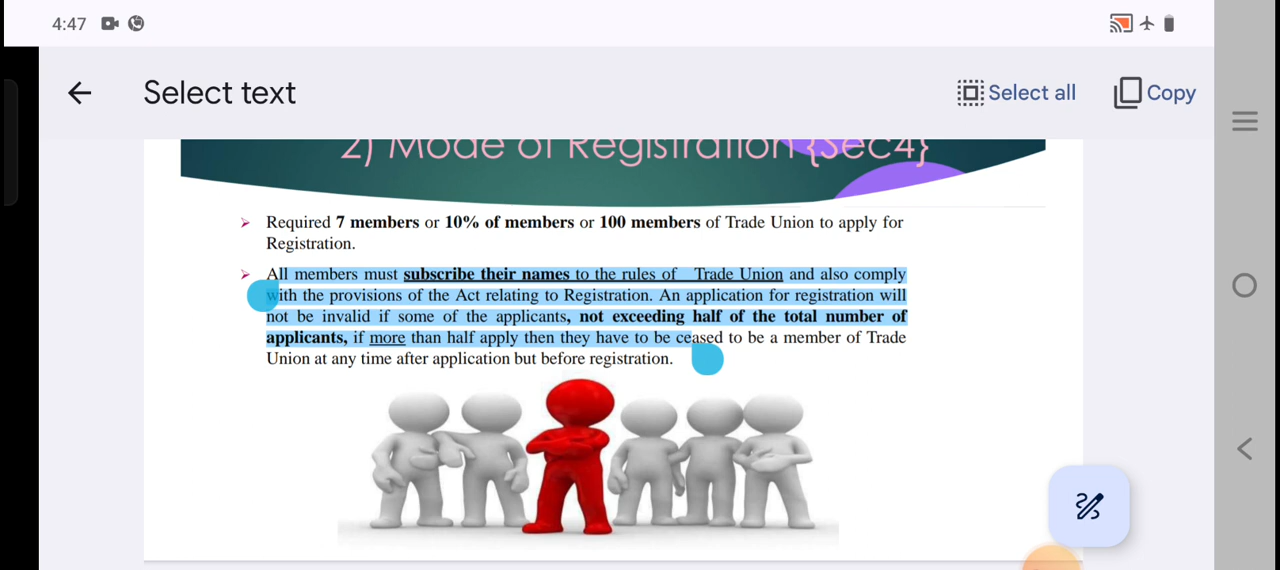 4:47
Select text
Select all
Copy
2) Mode of Registration {Sec4}
➢ Required 7 members or 10% of members or 100 members of Trade Union to apply for
Registration.
➢ All members must subscribe their names to the rules of Trade Union and also comply
with the provisions of the Act relating to Registration. An application for registration will
not be invalid if some of the applicants, not exceeding half of the total number of
applicants, if more than half apply then they have to be ceased to be a member of Trade
Union at any time after application but before registration.